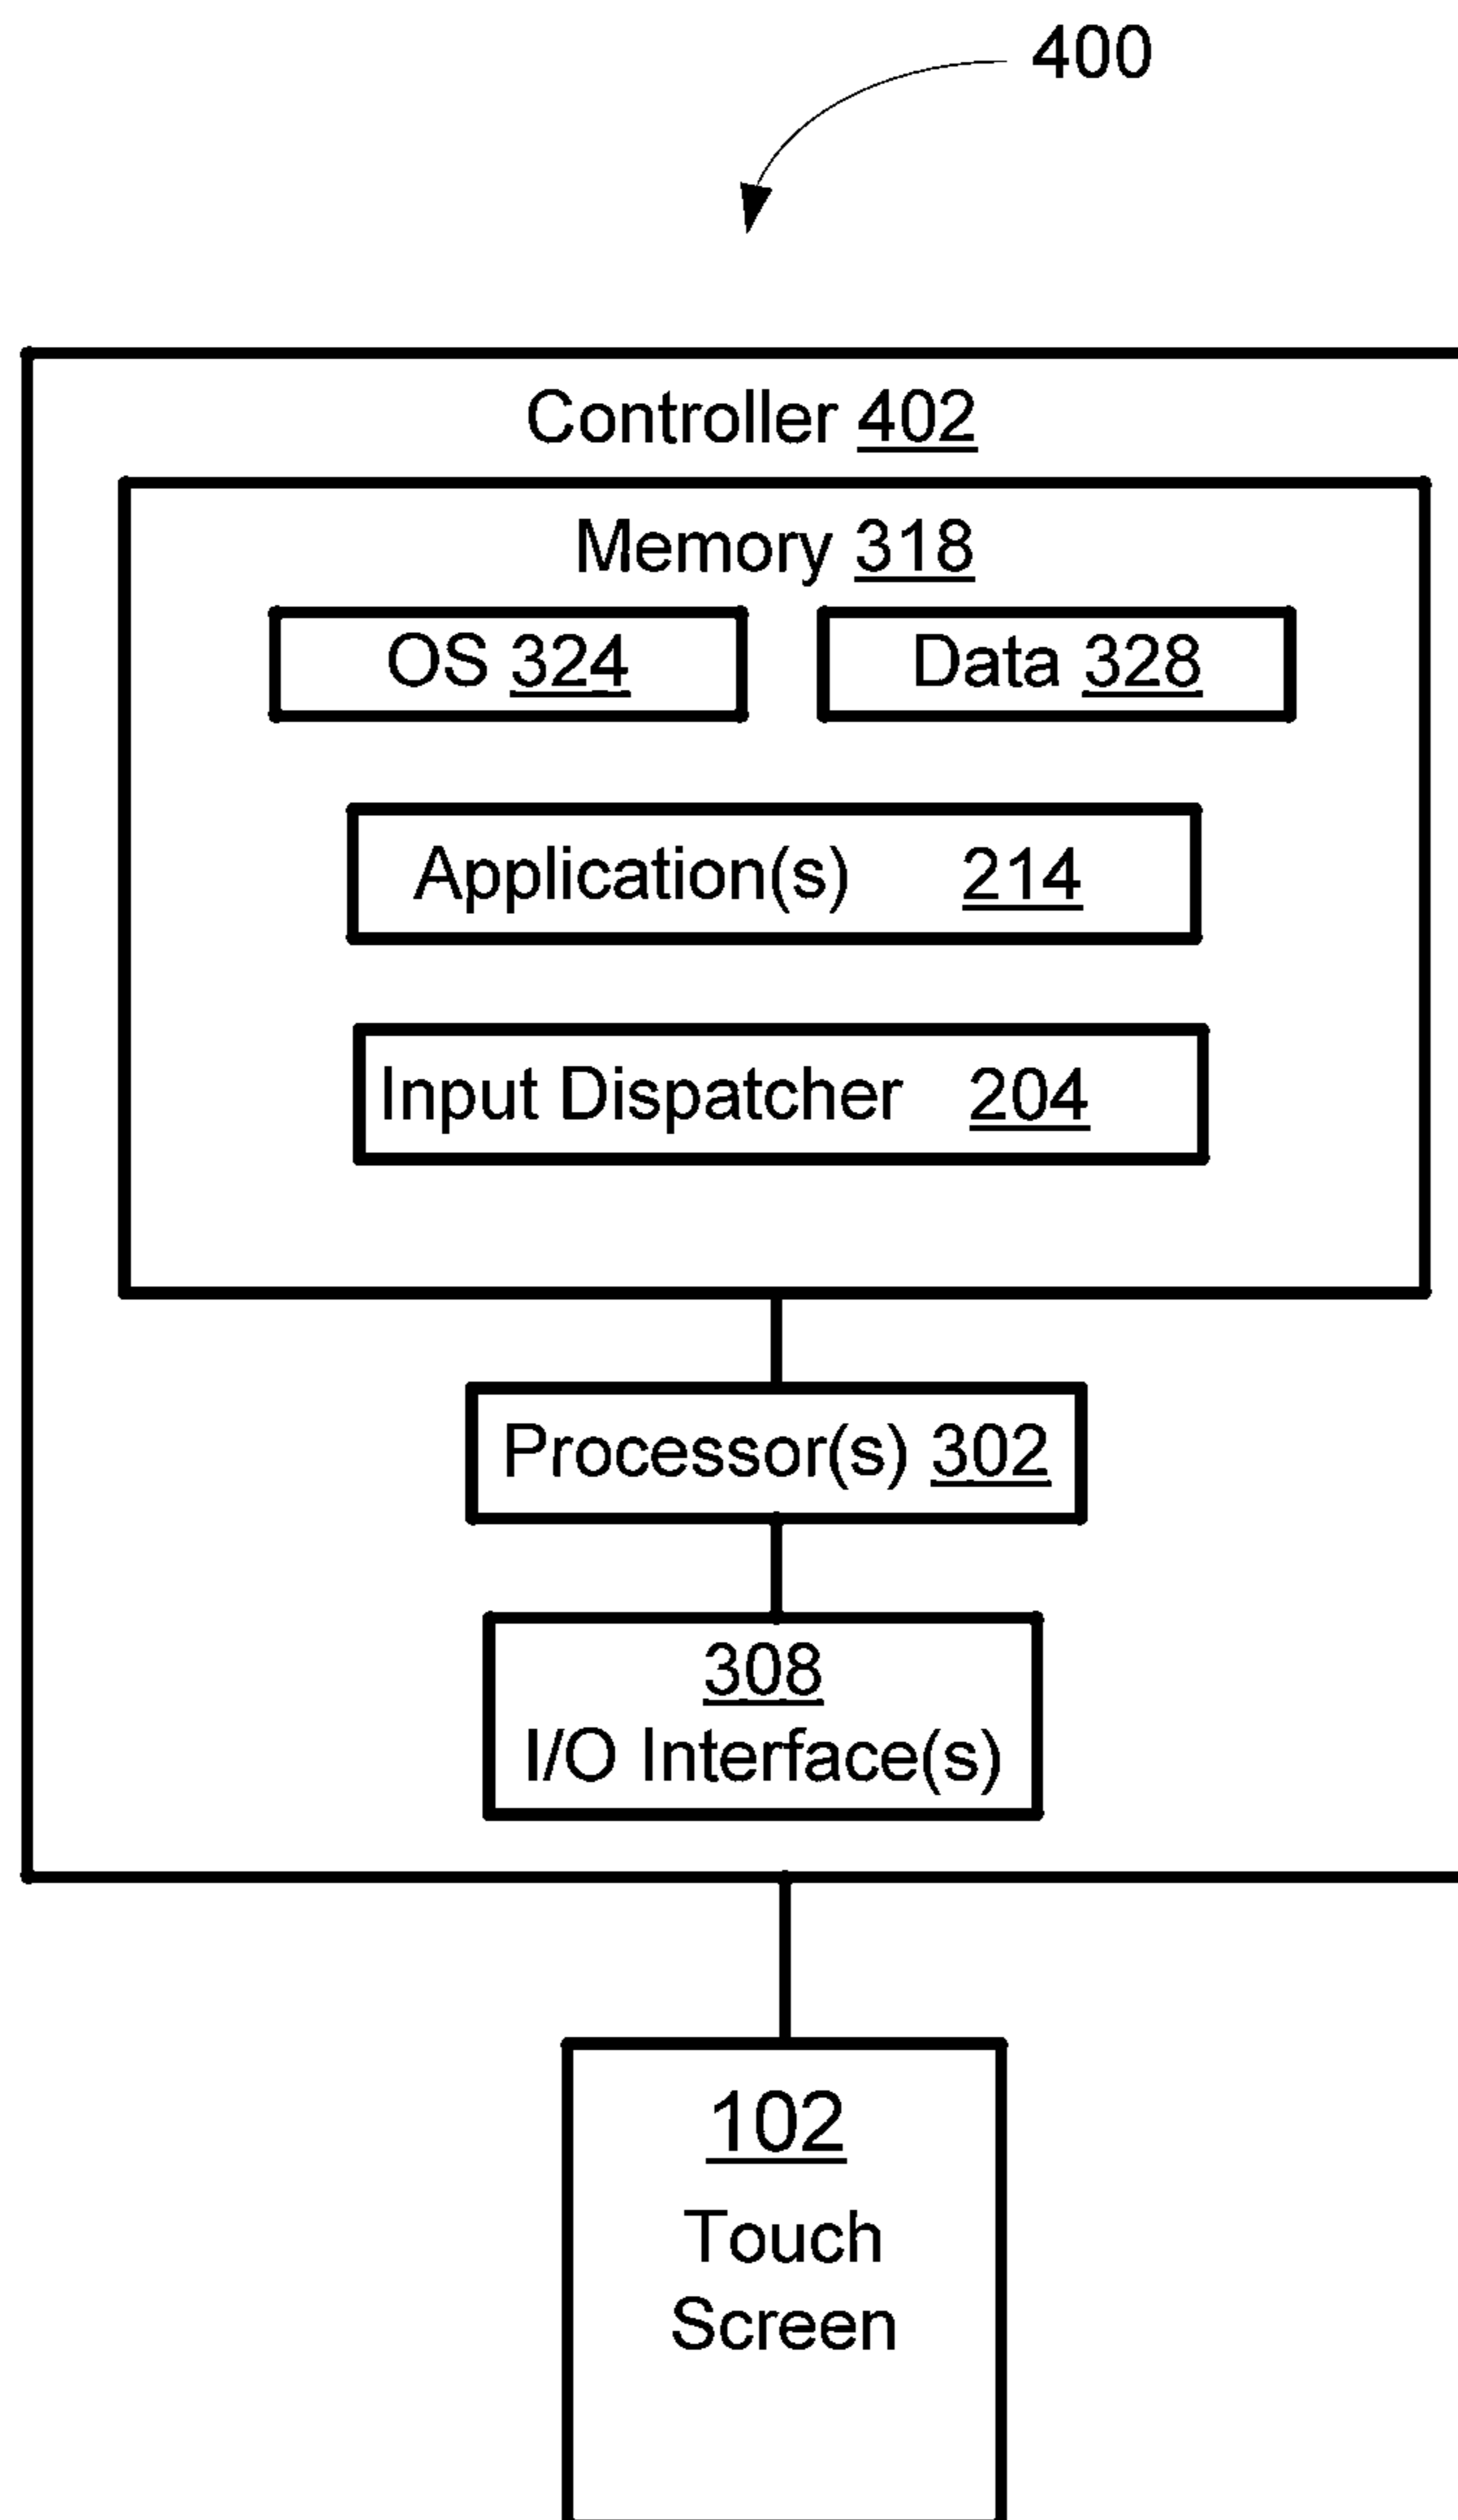 400
Controller 402
Memory 318
OS 324
Data 328
Application(s) 214
Input Dispatcher 204
Processor(s) 302
308
I/O Interface(s)
102
Touch
Screen